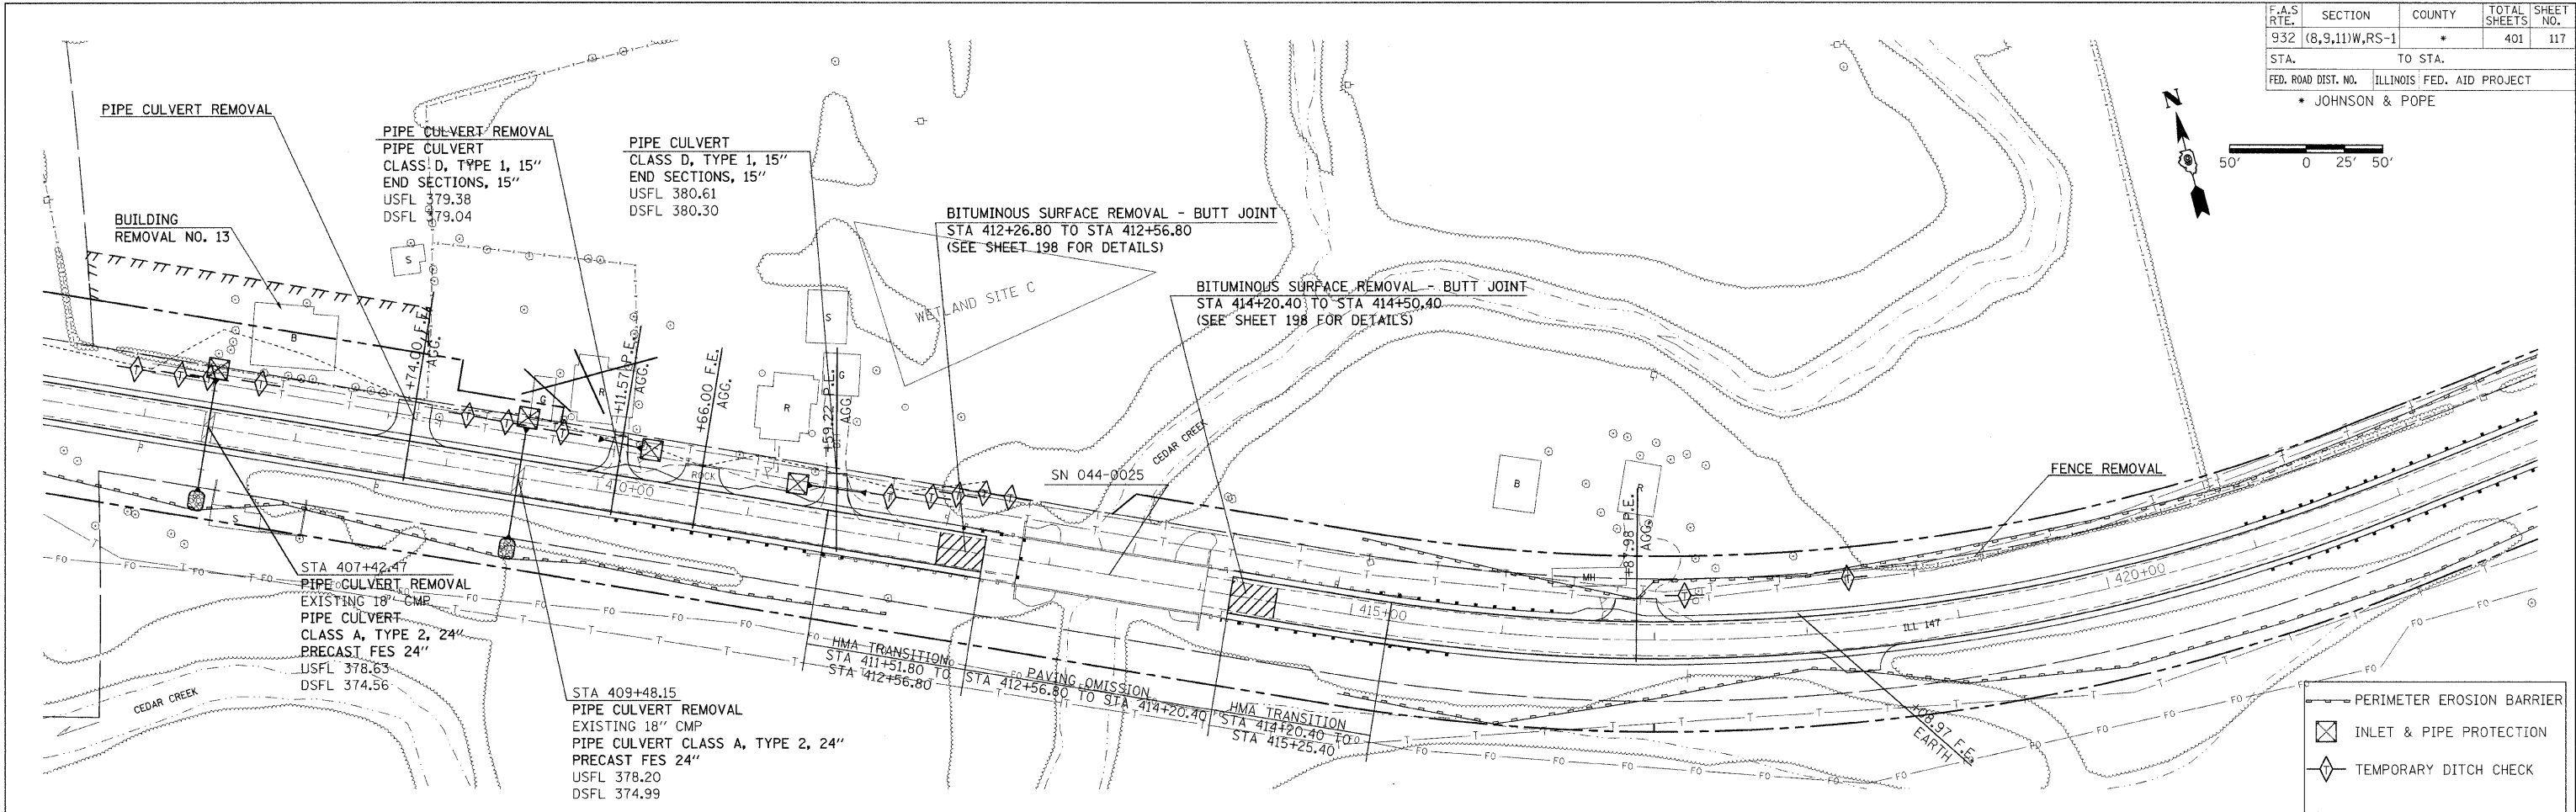 F.A.S RTE. SECTION COUNTY TOTAL SHEETS SHEET NO.
932 (8,9,11)W,RS-1 * 401 117
STA. TO STA.
FED. ROAD DIST. NO. ILLINOIS FED. AID PROJECT
* JOHNSON & POPE
N
50' 0 25' 50'
PIPE CULVERT REMOVAL
PIPE CULVERT REMOVAL
PIPE CULVERT
CLASS D, TYPE 1, 15"
END SECTIONS, 15"
USFL 379.38
DSFL 379.04
PIPE CULVERT
CLASS D, TYPE 1, 15"
END SECTIONS, 15"
USFL 380.61
DSFL 380.30
BUILDING
REMOVAL NO. 13
BITUMINOUS SURFACE REMOVAL - BUTT JOINT
STA 412+26.80 TO STA 412+56.80
(SEE SHEET 198 FOR DETAILS)
BITUMINOUS SURFACE REMOVAL - BUTT JOINT
STA 414+20.40 TO STA 414+50.40
(SEE SHEET 198 FOR DETAILS)
WETLAND SITE C
S
B
S
G
R
G
R
B
R
+74.00 F.E.
AGG.
+11.57 P.E.
AGG.
+66.00 F.E.
AGG.
+59.22 P.E.
AGG.
+87.98 P.E.
AGG.
ROCK
410+00
SN 044-0025
CEDAR CREEK
FENCE REMOVAL
MH
415+00
420+00
ILL 147
S
STA 407+42.47
PIPE CULVERT REMOVAL
EXISTING 18" CMP
PIPE CULVERT
CLASS A, TYPE 2, 24"
PRECAST FES 24"
USFL 378.63
DSFL 374.56
CEDAR CREEK
STA 409+48.15
PIPE CULVERT REMOVAL
EXISTING 18" CMP
PIPE CULVERT CLASS A, TYPE 2, 24"
PRECAST FES 24"
USFL 378.20
DSFL 374.99
HMA TRANSITION
STA 411+51.80 TO
STA 412+56.80
PAVING OMISSION
STA 412+56.80 TO STA 414+20.40
HMA TRANSITION
STA 414+20.40 TO
STA 415+25.40
+08.97 F.E.
EARTH
PERIMETER EROSION BARRIER
INLET & PIPE PROTECTION
TEMPORARY DITCH CHECK